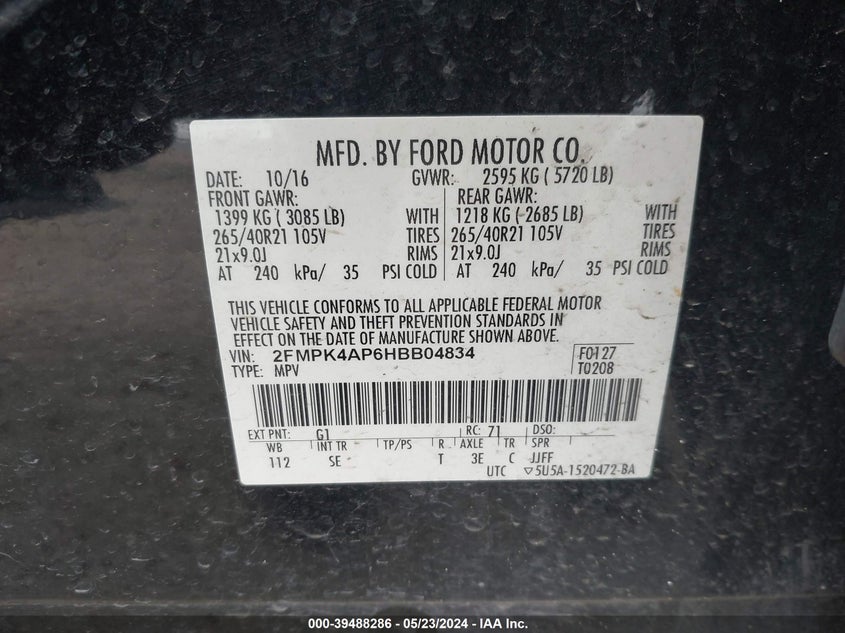 MFD. BY FORD MOTOR CO.
DATE: 10/16 GVWR: 2595 KG ( 5720 LB)
FRONT GAWR: REAR GAWR:
1399 KG ( 3085 LB) WITH 1218 KG ( 2685 LB) WITH
265/40R21 105V TIRES 265/40R21 105V TIRES
21x9.0J RIMS 21x9.0J RIMS
AT 240 kPa/ 35 PSI COLD AT 240 kPa/ 35 PSI COLD
THIS VEHICLE CONFORMS TO ALL APPLICABLE FEDERAL MOTOR
VEHICLE SAFETY AND THEFT PREVENTION STANDARDS IN
EFFECT ON THE DATE OF MANUFACTURE SHOWN ABOVE.
VIN: 2FMPK4AP6HBB04834 F0127
TYPE: MPV T0208
EXT PNT: G1 RC: 71 DSO:
WB INT TR TP/PS R AXLE TR SPR
112 SE T 3E C JJFF
UTC ▽5U5A-1520472-BA
000-39488286 - 05/23/2024 - IAA Inc.